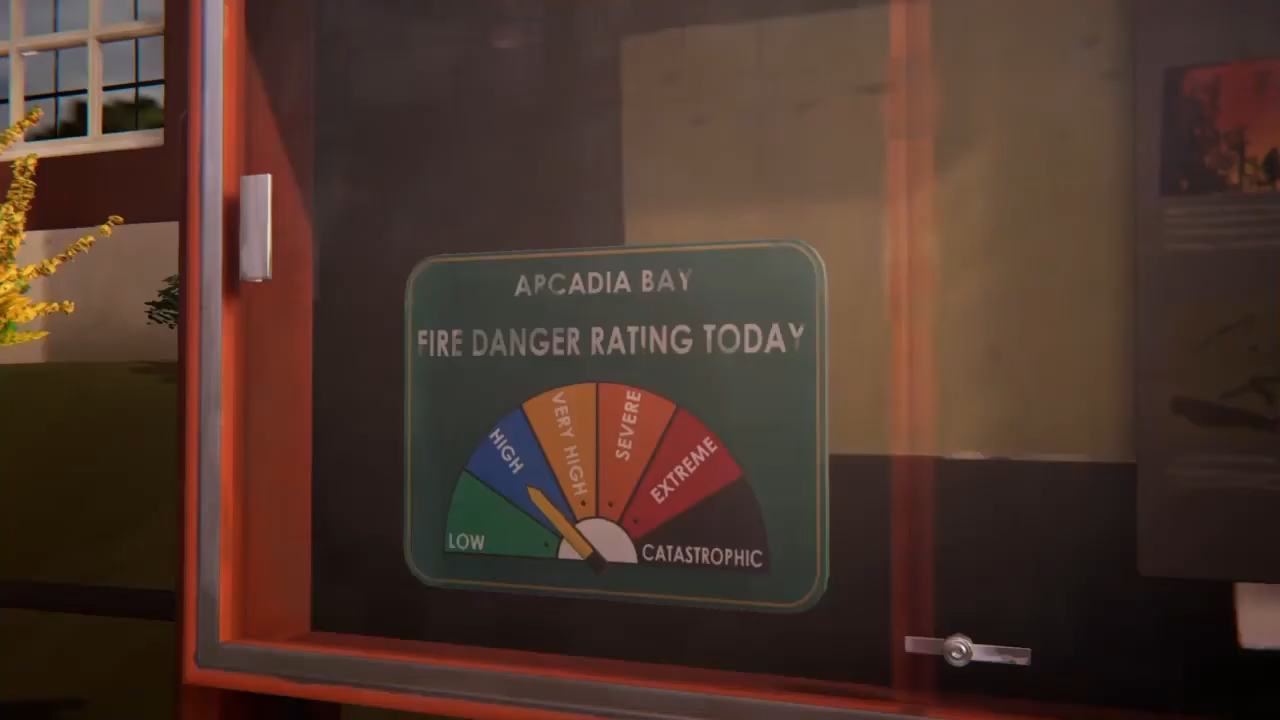 ARCADIA BAY
FIRE DANGER RATING TODAY
LOW
HIGH
VERY HIGH
SEVERE
EXTREME
CATASTROPHIC